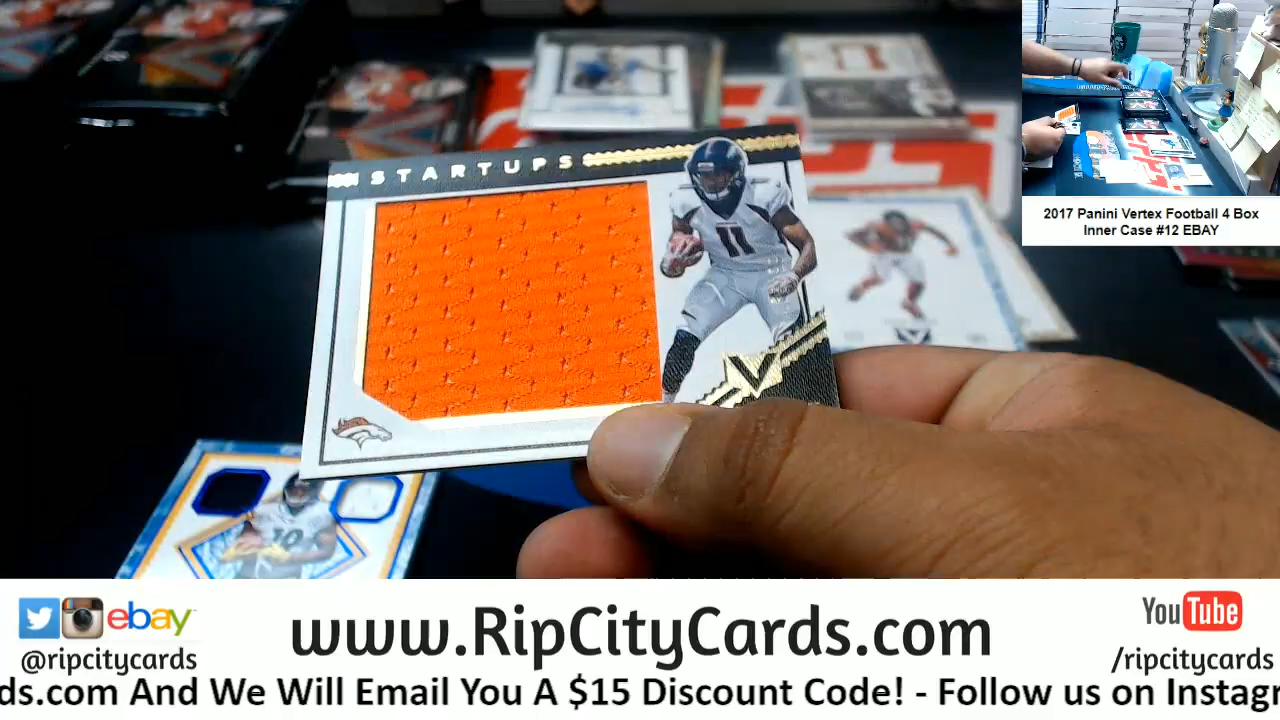 STARTUPS
11
V
10
2017 Panini Vertex Football 4 Box
Inner Case #12 EBAY
ebay
www.RipCityCards.com
YouTube
@ripcitycards
/ripcitycards
ds.com And We Will Email You A $15 Discount Code! - Follow us on Instagr